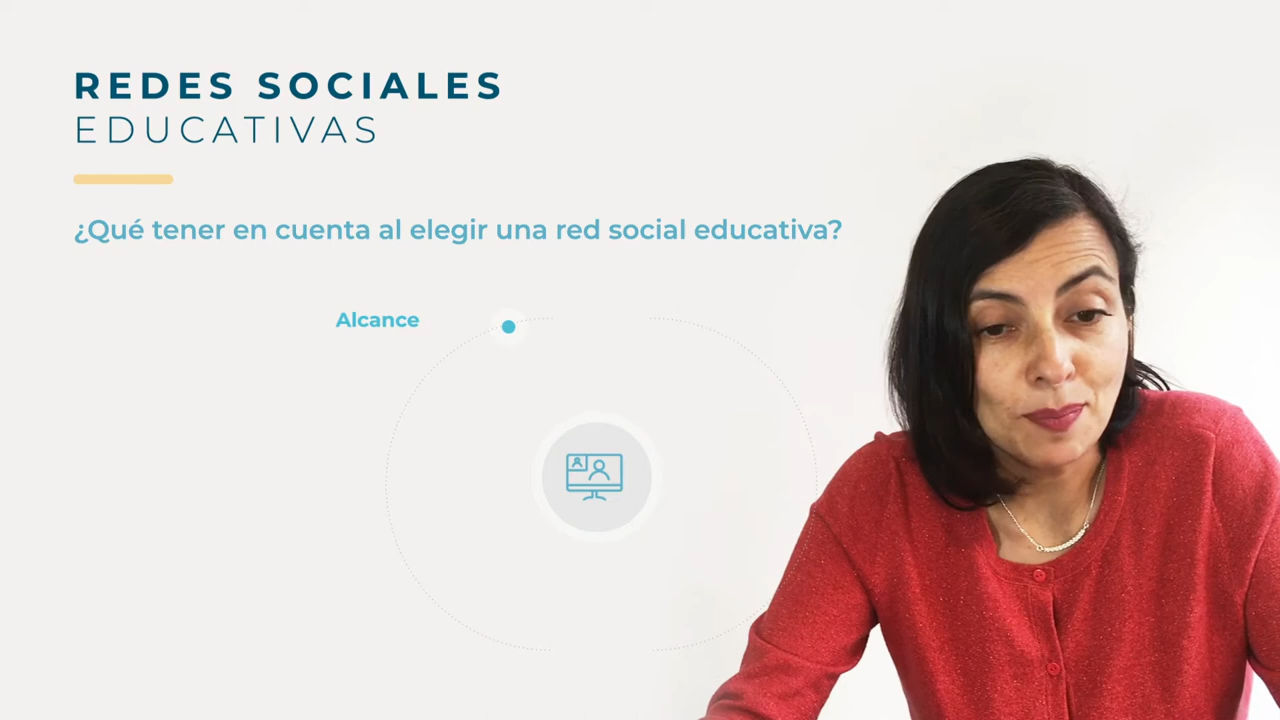 REDES SOCIALES
EDUCATIVAS
¿Qué tener en cuenta al elegir una red social educativa?
Alcance